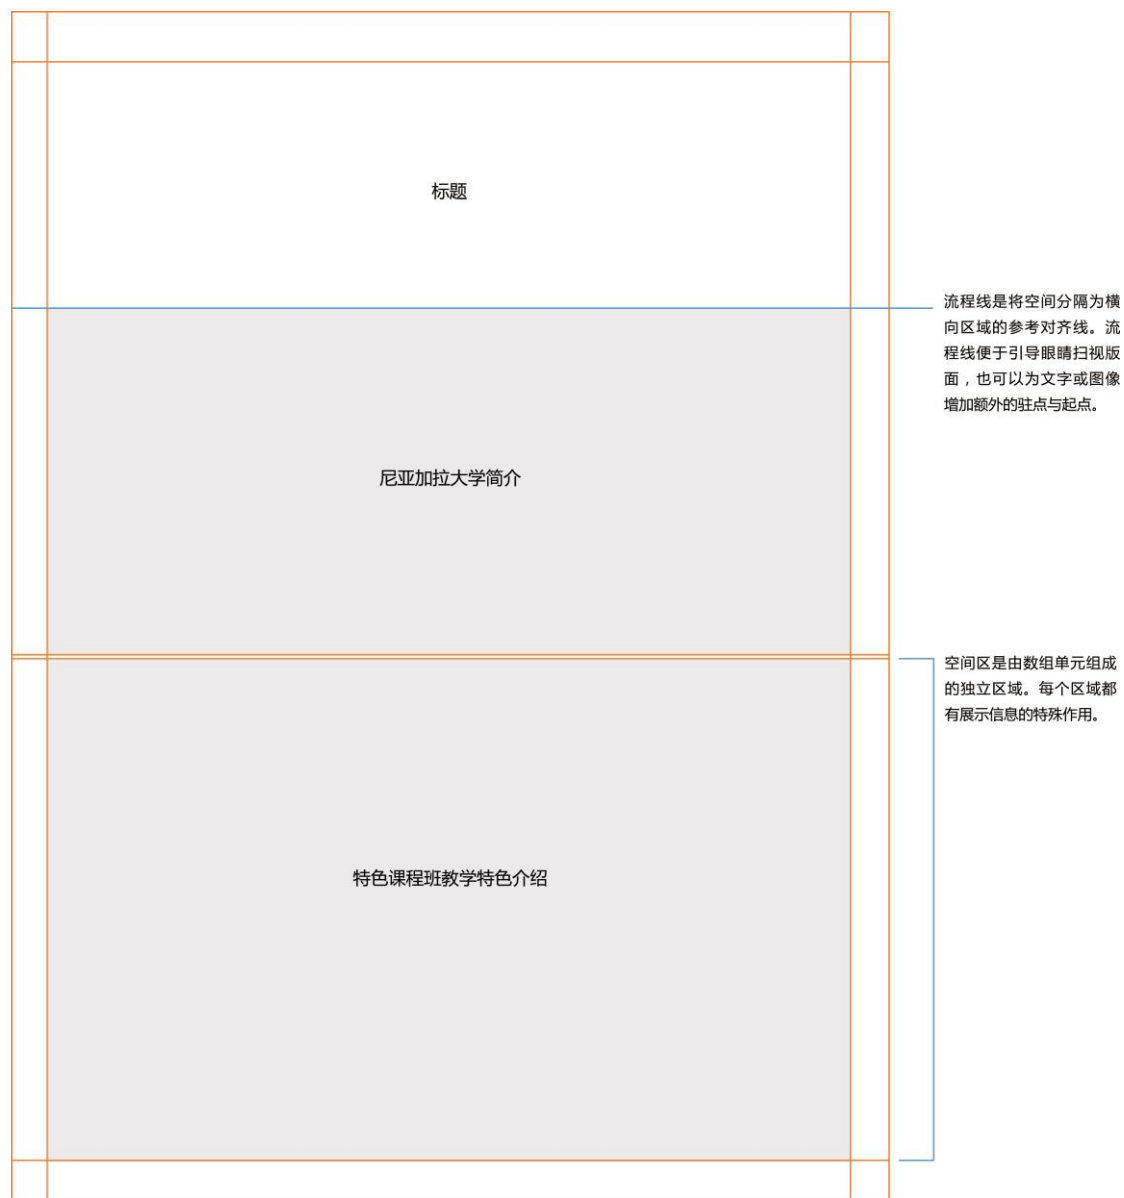 标题
流程线是将空间分隔为横
向区域的参考对齐线。流
程线便于引导眼睛扫视版
面，也可以为文字或图像
增加额外的驻点与起点。
尼亚加拉大学简介
空间区是由数组单元组成
的独立区域。每个区域都
有展示信息的特殊作用。
特色课程班教学特色介绍